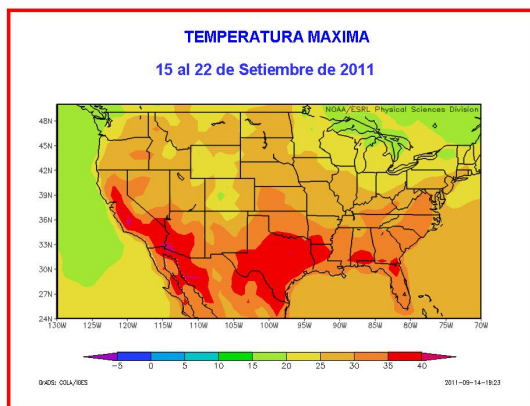 TEMPERATURA MAXIMA
15 al 22 de Setiembre de 2011
NOAA/ESRL Physical Sciences Division
48N
45N
42N
39N
36N
33N
30N
27N
24N
130W 125W 120W 115W 110W 105W 100W 95W 90W 85W 80W 75W 70W
-5 0 5 10 15 20 25 30 35 40
GrADS: COLA/IGES 2011-09-14-19:23